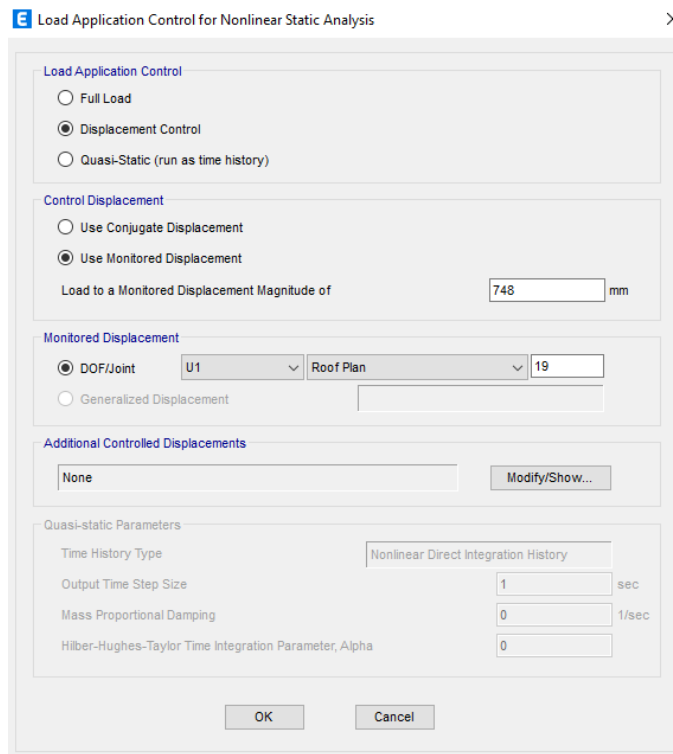 E Load Application Control for Nonlinear Static Analysis
Load Application Control
Full Load
Displacement Control
Quasi-Static (run as time history)
Control Displacement
Use Conjugate Displacement
Use Monitored Displacement
Load to a Monitored Displacement Magnitude of 748 mm
Monitored Displacement
DOF/Joint U1 Roof Plan 19
Generalized Displacement
Additional Controlled Displacements
None Modify/Show...
Quasi-static Parameters
Time History Type Nonlinear Direct Integration History
Output Time Step Size 1 sec
Mass Proportional Damping 0 1/sec
Hilber-Hughes-Taylor Time Integration Parameter, Alpha 0
OK Cancel